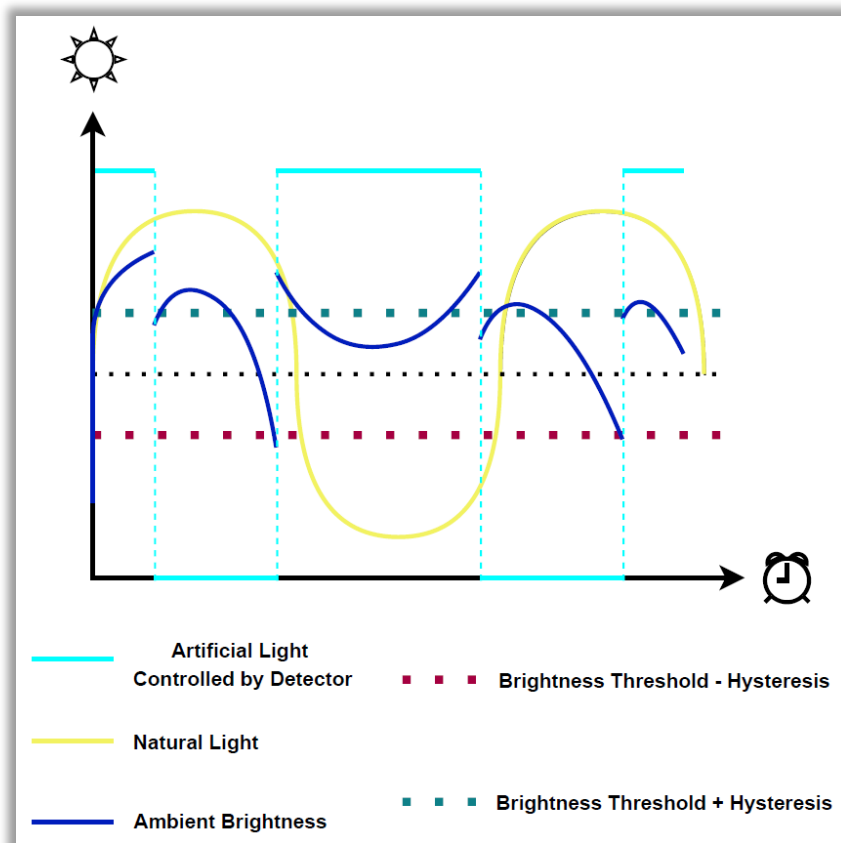 Artificial Light
Controlled by Detector
Brightness Threshold - Hysteresis
Natural Light
Brightness Threshold + Hysteresis
Ambient Brightness